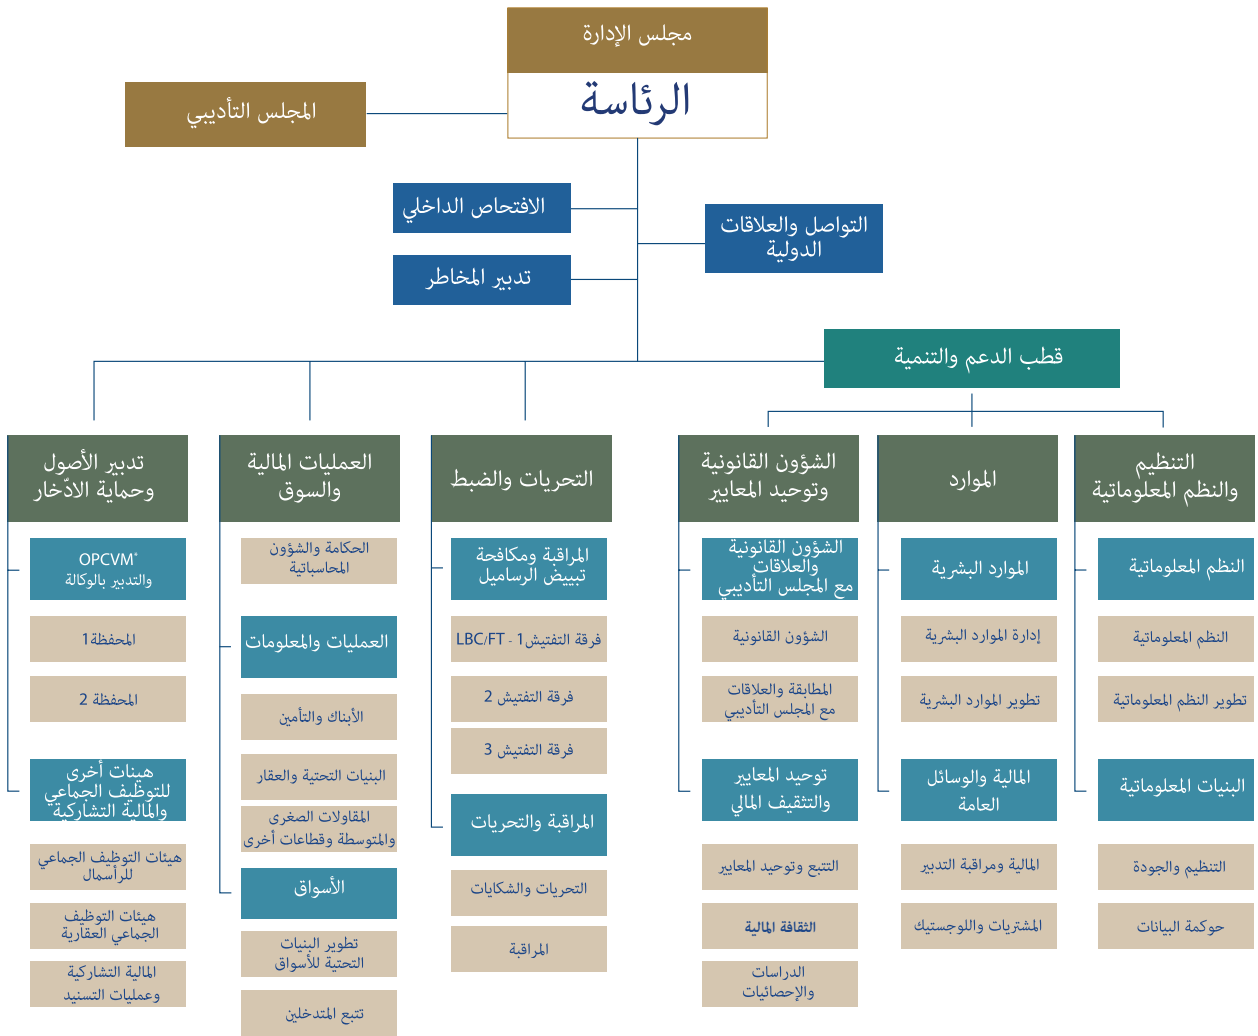 مجلس الإدارة
الرئاسة
المجلس التأديبي
الافتحاص الداخلي
التواصل والعلاقات
الدولية
تدبير المخاطر
قطب الدعم والتنمية
التنظيم
والنظم المعلوماتية
النظم المعلوماتية
النظم المعلوماتية
تطوير النظم المعلوماتية
البنيات المعلوماتية
التنظيم والجودة
حوكمة البيانات
الموارد
الموارد البشرية
إدارة الموارد البشرية
تطوير الموارد البشرية
المالية والوسائل
العامة
المالية ومراقبة التدبير
المشتريات واللوجستيك
الشؤون القانونية
وتوحيد المعايير
الشؤون القانونية
والعلاقات
مع المجلس التأديبي
الشؤون القانونية
المطابقة والعلاقات
مع المجلس التأديبي
توحيد المعايير
والتثقيف المالي
التتبع وتوحيد المعايير
الثقافة المالية
الدراسات
والإحصائيات
التحريات والضبط
المراقبة ومكافحة
تبييض الرساميل
فرقة التفتيش1 - LBC/FT
فرقة التفتيش 2
فرقة التفتيش 3
المراقبة والتحريات
التحريات والشكايات
المراقبة
العمليات المالية
والسوق
الحكامة والشؤون
المحاسباتية
العمليات والمعلومات
الأبناك والتأمين
البنيات التحتية والعقار
المقاولات الصغرى
والمتوسطة وقطاعات أخرى
الأسواق
تطوير البنيات
التحتية للأسواق
تتبع المتدخلين
تدبير الأصول
وحماية الادّخار
OPCVM*
والتدبير بالوكالة
المحفظة1
المحفظة 2
هيئات أخرى
للتوظيف الجماعي
والمالية التشاركية
هيئات التوظيف الجماعي
للرأسمال
هيئات التوظيف
الجماعي العقارية
المالية التشاركية
وعمليات التسنيد